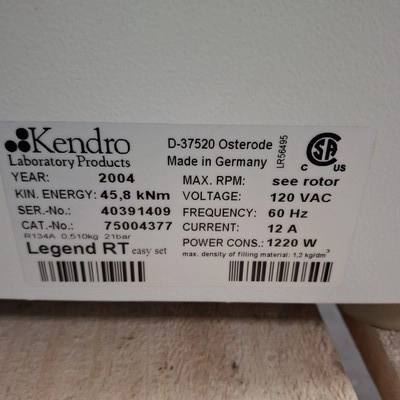 Kendro
Laboratory Products
D-37520 Osterode
Made in Germany
LR56495
C US
YEAR: 2004
KIN. ENERGY: 45,8 kNm
SER.-No.: 40391409
CAT.-No.: 75004377
R134A 0,510kg 21bar
Legend RT easy set
MAX. RPM: see rotor
VOLTAGE: 120 VAC
FREQUENCY: 60 Hz
CURRENT: 12 A
POWER CONS.: 1220 W
max. density of filling material: 1,2 kg/dm³